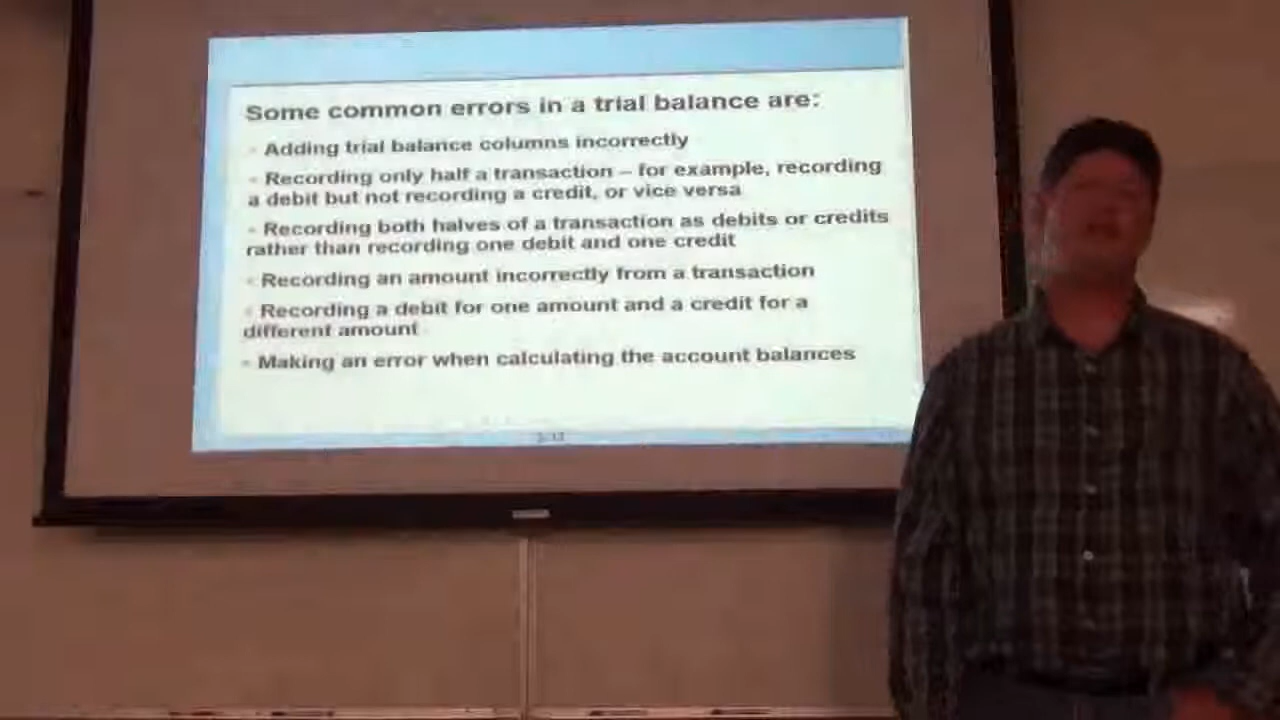 Some common errors in a trial balance are:
- Adding trial balance columns incorrectly
- Recording only half a transaction – for example, recording
a debit but not recording a credit, or vice versa
- Recording both halves of a transaction as debits or credits
rather than recording one debit and one credit
- Recording an amount incorrectly from a transaction
- Recording a debit for one amount and a credit for a
different amount
- Making an error when calculating the account balances